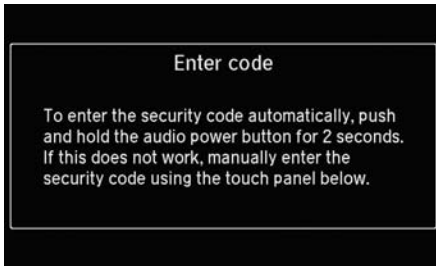 Enter code
To enter the security code automatically, push
and hold the audio power button for 2 seconds.
If this does not work, manually enter the
security code using the touch panel below.